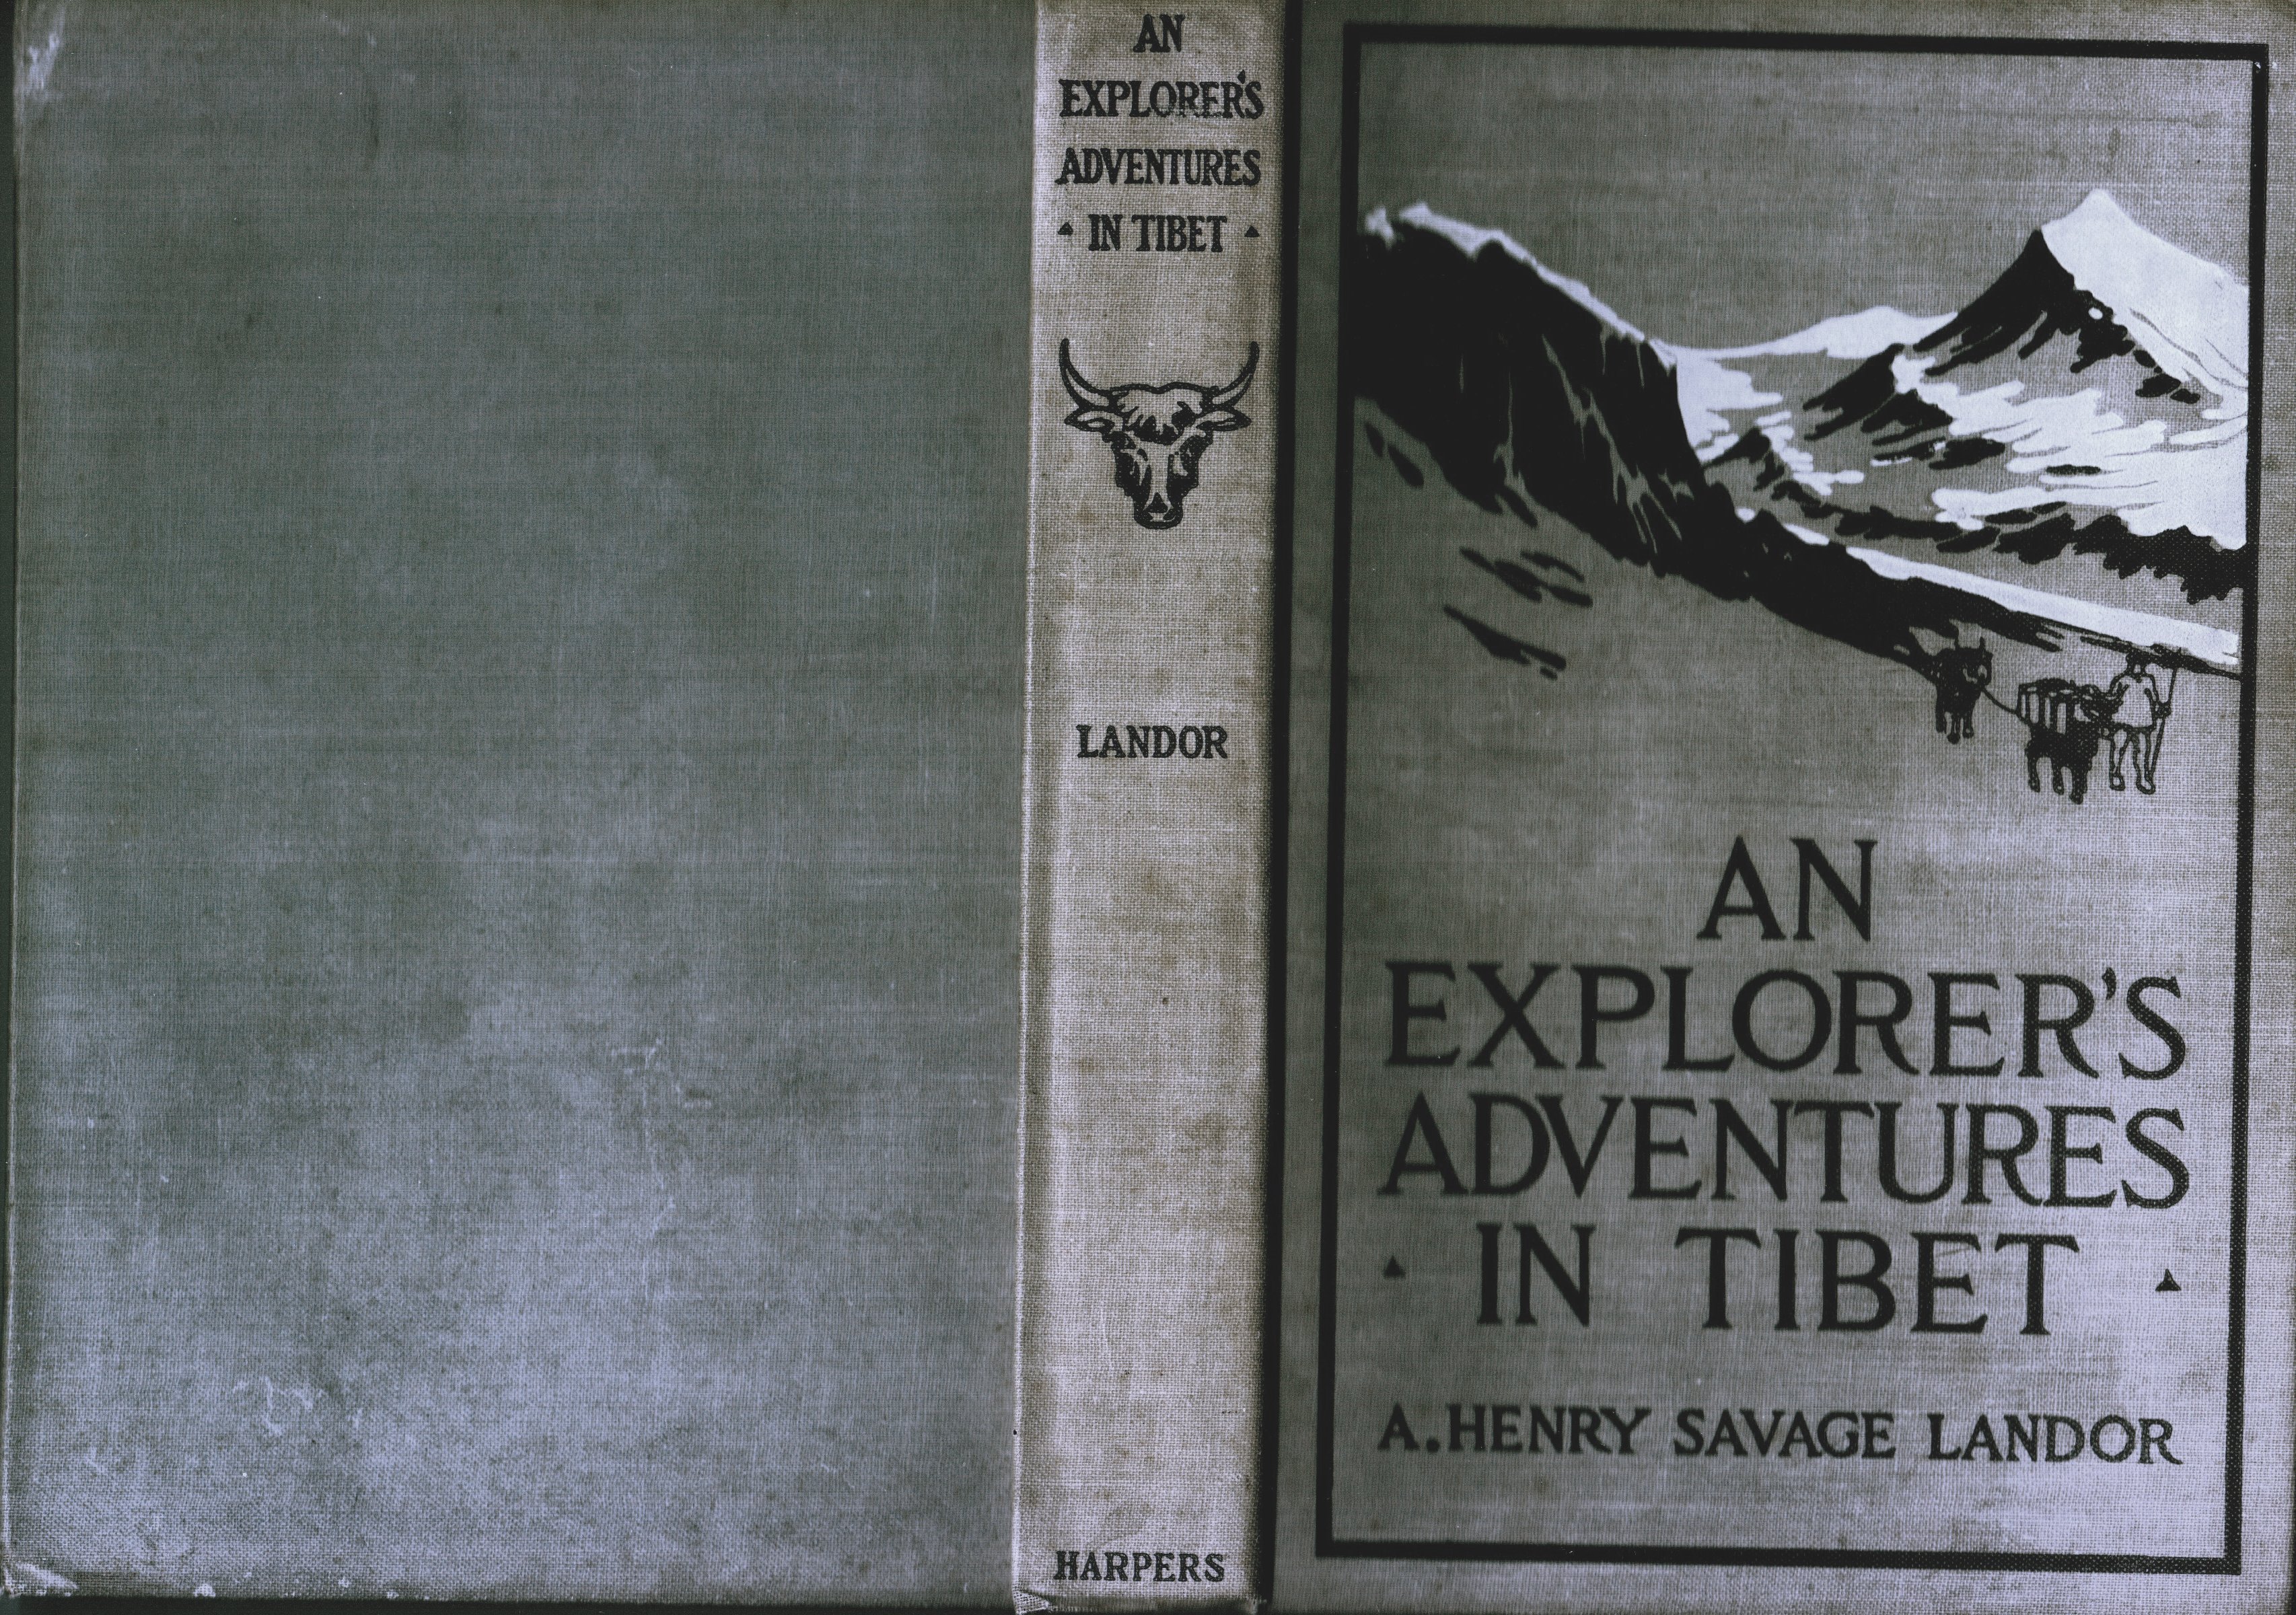 AN
EXPLORER'S
ADVENTURES
IN TIBET
LANDOR
HARPERS
AN
EXPLORER'S
ADVENTURES
IN TIBET
A. HENRY SAVAGE LANDOR